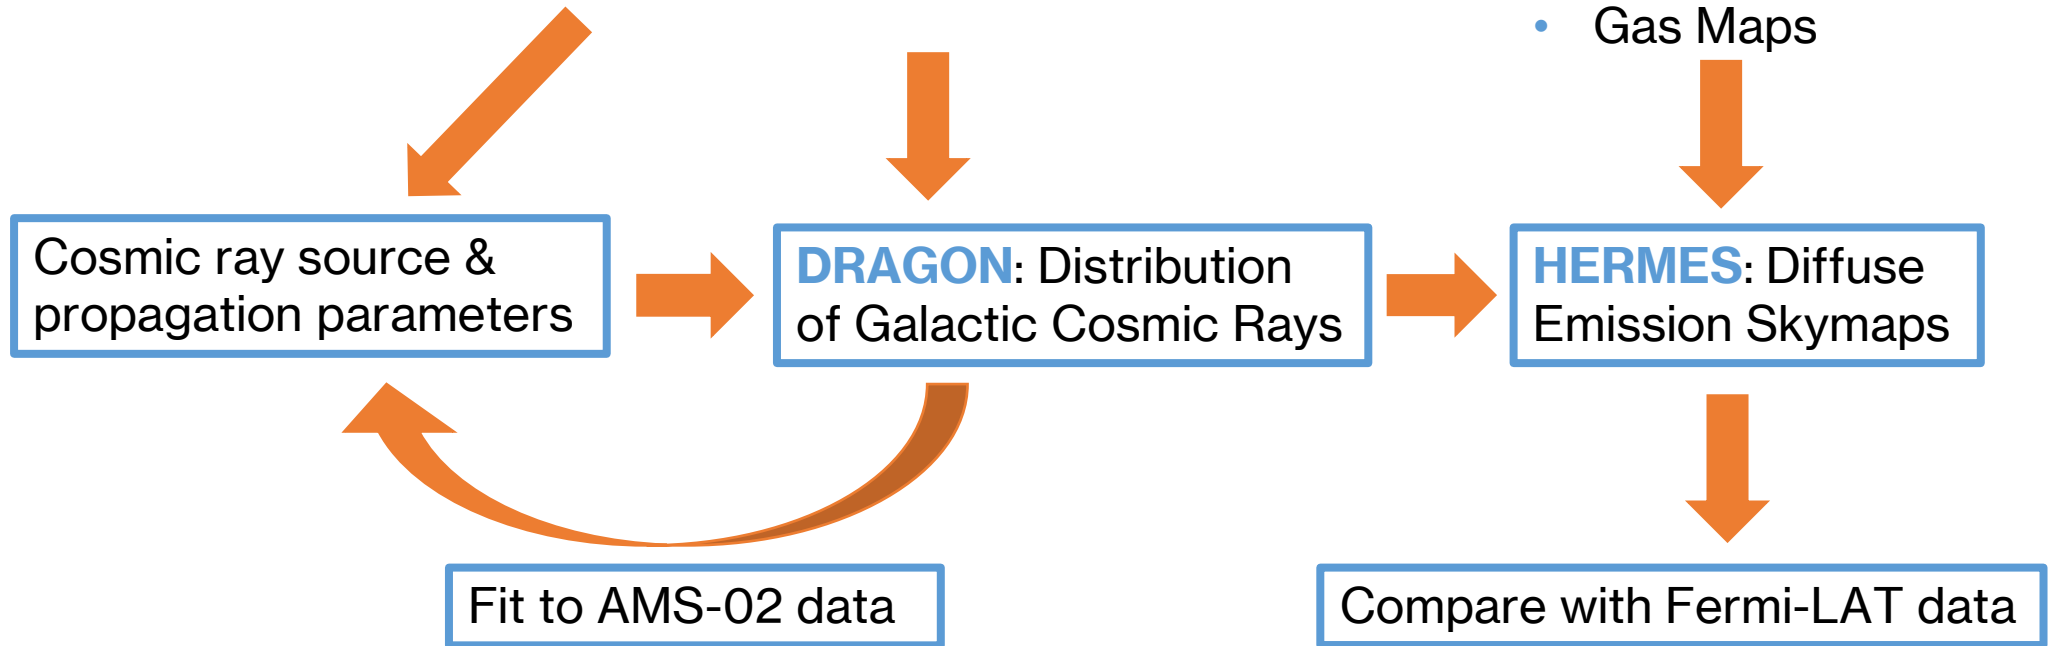 • Gas Maps
Cosmic ray source &
propagation parameters
DRAGON: Distribution
of Galactic Cosmic Rays
HERMES: Diffuse
Emission Skymaps
Fit to AMS-02 data
Compare with Fermi-LAT data